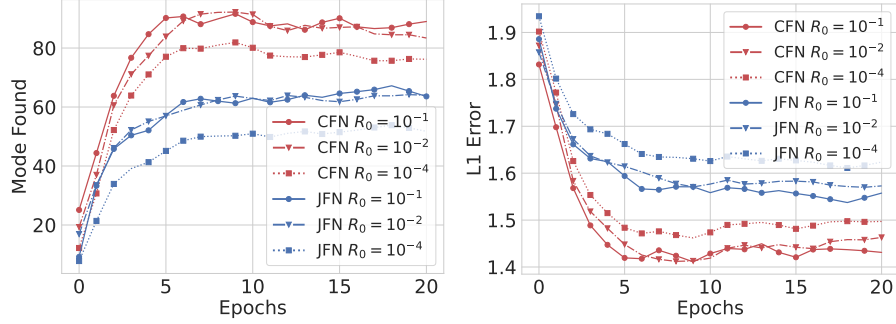 80
60
40
20
0
5
10
15
20
Mode Found
Epochs
CFN R₀ = 10⁻¹
CFN R₀ = 10⁻²
CFN R₀ = 10⁻⁴
JFN R₀ = 10⁻¹
JFN R₀ = 10⁻²
JFN R₀ = 10⁻⁴
1.9
1.8
1.7
1.6
1.5
1.4
0
5
10
15
20
L1 Error
Epochs
CFN R₀ = 10⁻¹
CFN R₀ = 10⁻²
CFN R₀ = 10⁻⁴
JFN R₀ = 10⁻¹
JFN R₀ = 10⁻²
JFN R₀ = 10⁻⁴